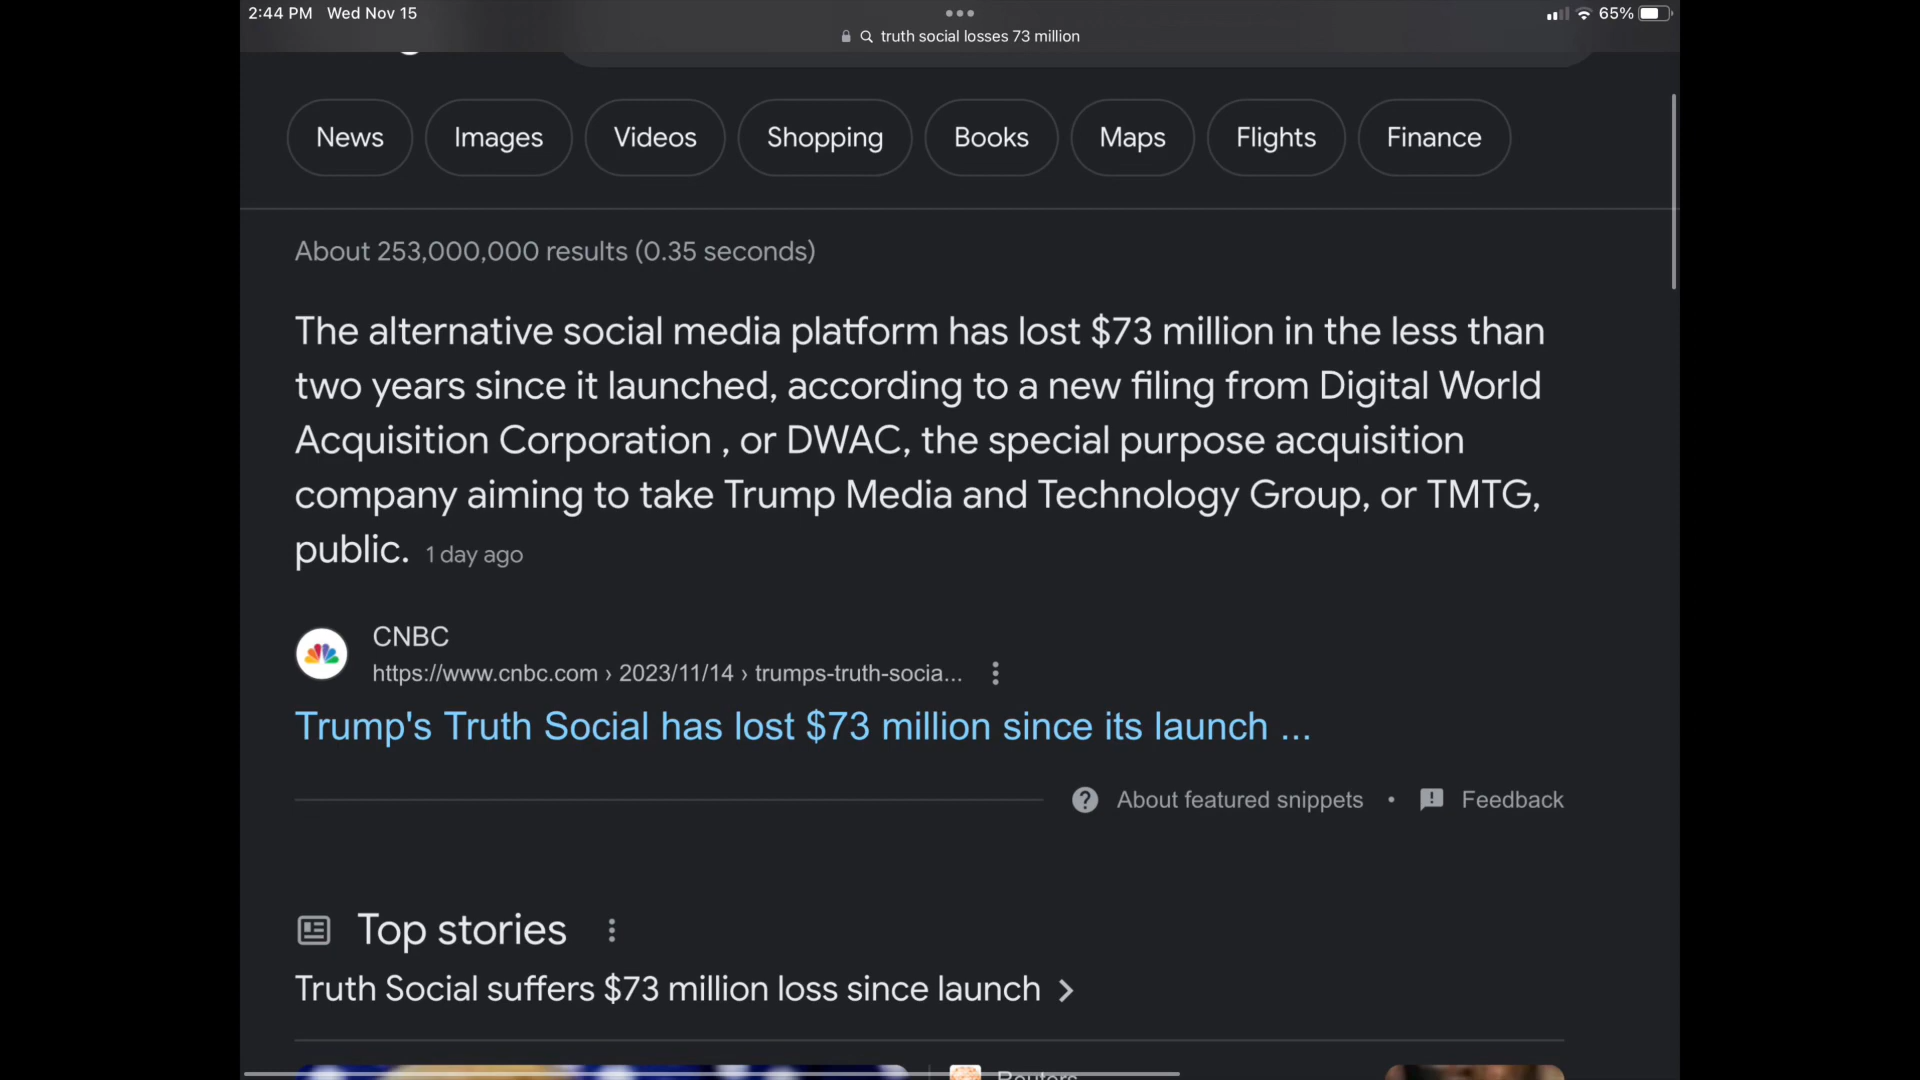 2:44 PM Wed Nov 15
65%
truth social losses 73 million
News Images Videos Shopping Books Maps Flights Finance
About 253,000,000 results (0.35 seconds)
The alternative social media platform has lost $73 million in the less than
two years since it launched, according to a new filing from Digital World
Acquisition Corporation , or DWAC, the special purpose acquisition
company aiming to take Trump Media and Technology Group, or TMTG,
public. 1 day ago
CNBC
https://www.cnbc.com › 2023/11/14 › trumps-truth-socia...
Trump's Truth Social has lost $73 million since its launch ...
About featured snippets • Feedback
Top stories
Truth Social suffers $73 million loss since launch
Reuters